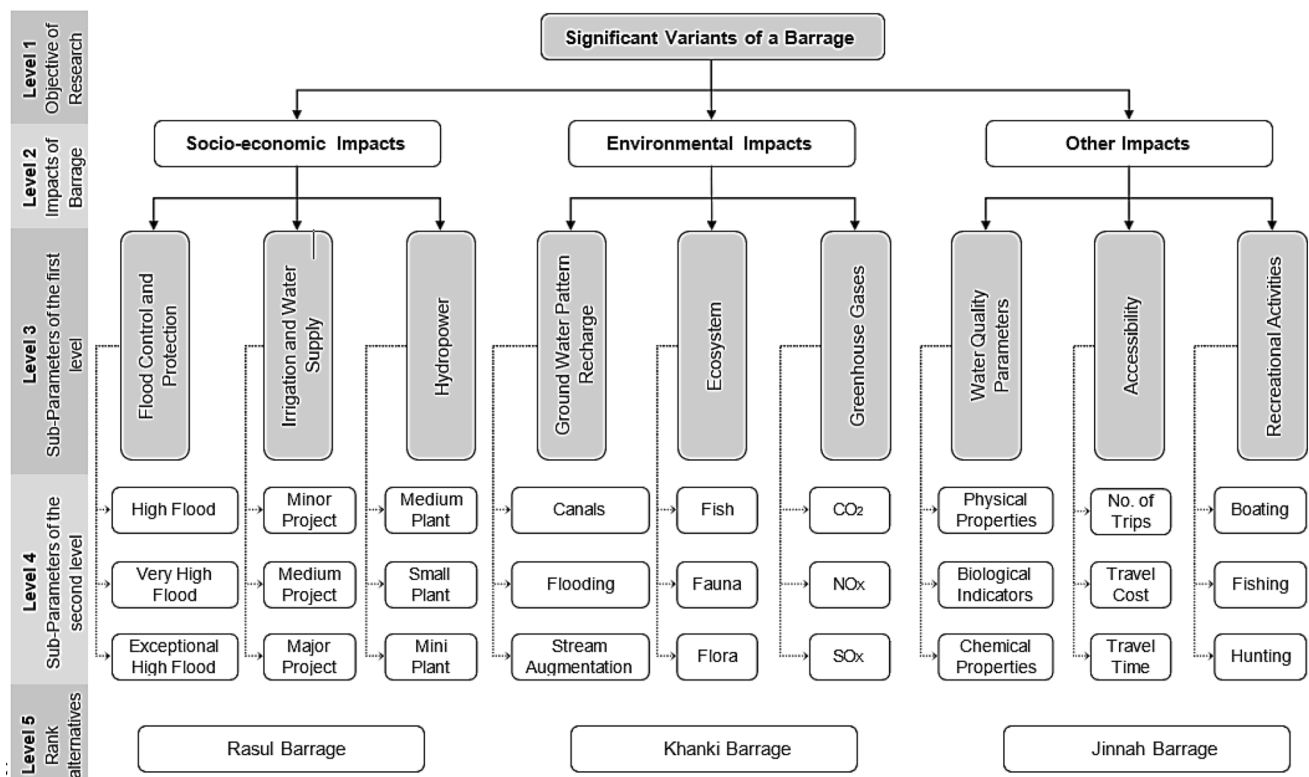 Level 1
Objective of
Research
Significant Variants of a Barrage
Level 2
Impacts of
Barrage
Socio-economic Impacts
Environmental Impacts
Other Impacts
Level 3
Sub-Parameters of the first
level
Flood Control and
Protection
Irrigation and Water
Supply
Hydropower
Ground Water Pattern
Recharge
Ecosystem
Greenhouse Gases
Water Quality
Parameters
Accessibility
Recreational Activities
Level 4
Sub-Parameters of the
second level
High Flood
Minor
Project
Medium
Plant
Canals
Fish
CO2
Physical
Properties
No. of
Trips
Boating
Very High
Flood
Medium
Project
Small
Plant
Flooding
Fauna
NOx
Biological
Indicators
Travel
Cost
Fishing
Exceptional
High Flood
Major
Project
Mini
Plant
Stream
Augmentation
Flora
SOx
Chemical
Properties
Travel
Time
Hunting
Level 5
Rank
alternatives
Rasul Barrage
Khanki Barrage
Jinnah Barrage